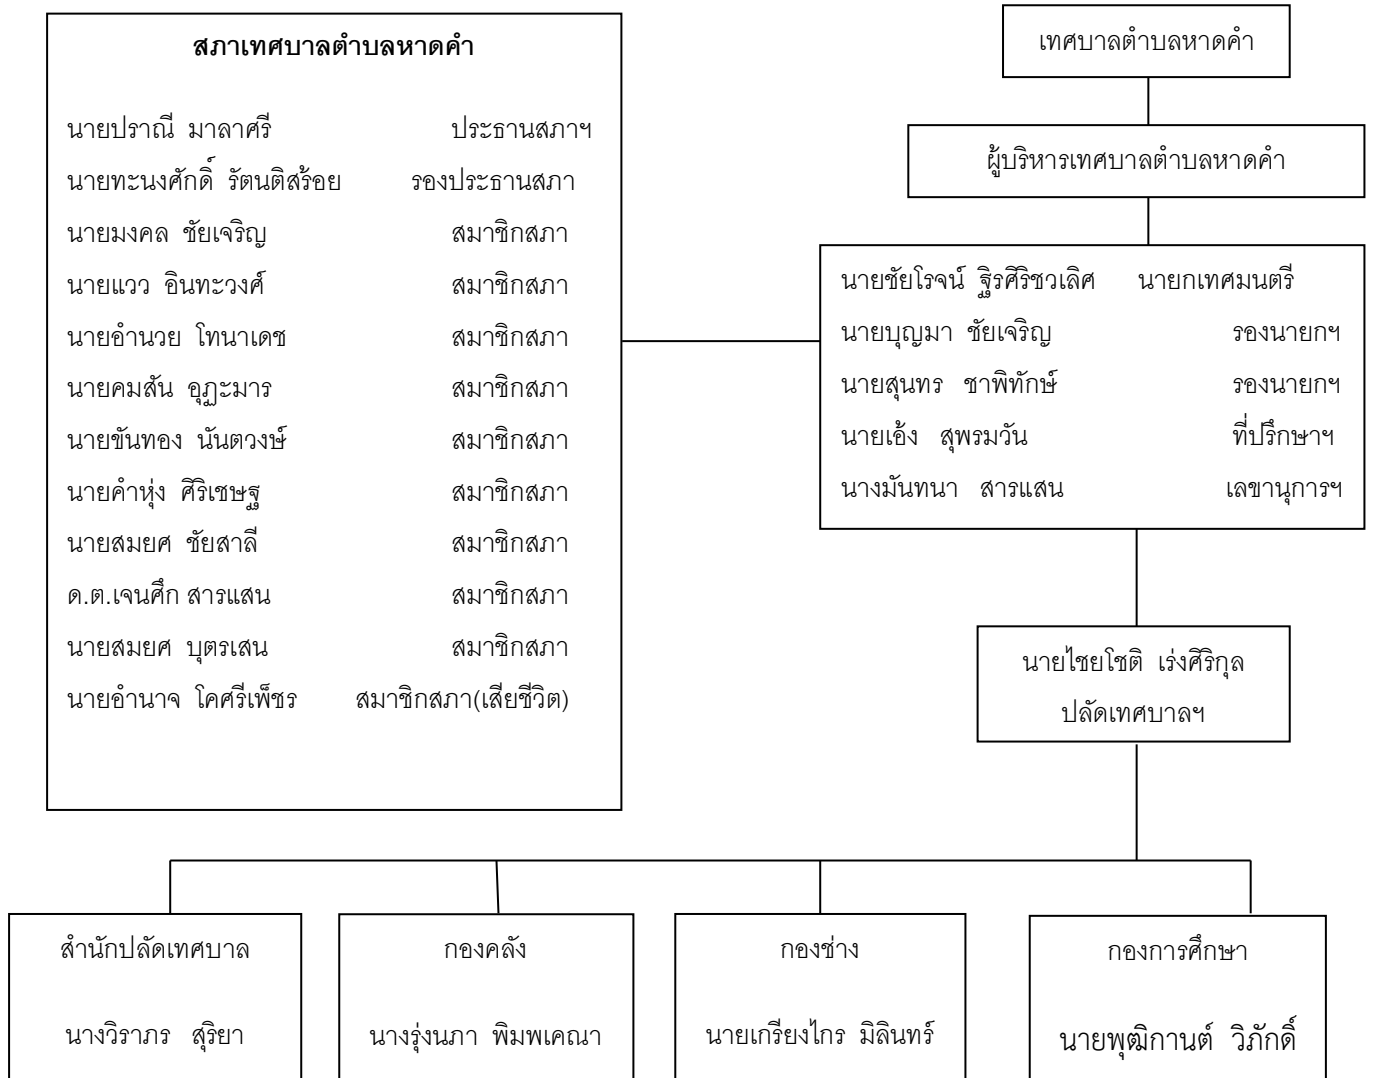 สภาเทศบาลตำบลหาดคำ
นายปราณี มาลาศรี ประธานสภาฯ
นายทะนงศักดิ์ รัตนติสร้อย รองประธานสภา
นายมงคล ชัยเจริญ สมาชิกสภา
นายแวว อินทะวงศ์ สมาชิกสภา
นายอำนวย โทนาเดช สมาชิกสภา
นายคมสัน อุฏะมาร สมาชิกสภา
นายขันทอง นันตวงษ์ สมาชิกสภา
นายคำหุ่ง ศิริเชษฐ สมาชิกสภา
นายสมยศ ชัยสาลี สมาชิกสภา
ด.ต.เจนศึก สารแสน สมาชิกสภา
นายสมยศ บุตรเสน สมาชิกสภา
นายอำนาจ โคศรีเพ็ชร สมาชิกสภา(เสียชีวิต)
เทศบาลตำบลหาดคำ
ผู้บริหารเทศบาลตำบลหาดคำ
นายชัยโรจน์ ฐิรศิริชวเลิศ นายกเทศมนตรี
นายบุญมา ชัยเจริญ รองนายกฯ
นายสุนทร ชาพิทักษ์ รองนายกฯ
นายเอ้ง สุพรมวัน ที่ปรึกษาฯ
นางมันทนา สารแสน เลขานุการฯ
นายไชยโชติ เร่งศิริกุล
ปลัดเทศบาลฯ
สำนักปลัดเทศบาล
นางวิราภร สุริยา
กองคลัง
นางรุ่งนภา พิมพเคณา
กองช่าง
นายเกรียงไกร มิลินทร์
กองการศึกษา
นายพุฒิกานต์ วิภักดิ์